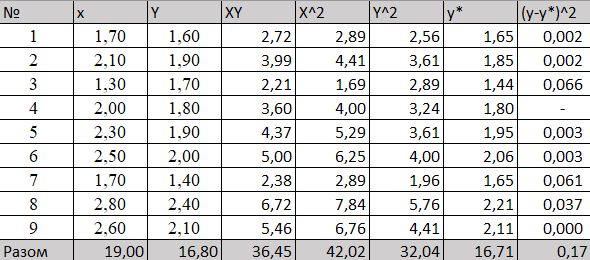 № x Y XY X^2 Y^2 y* (y-y*)^2
1 1,70 1,60 2,72 2,89 2,56 1,65 0,002
2 2,10 1,90 3,99 4,41 3,61 1,85 0,002
3 1,30 1,70 2,21 1,69 2,89 1,44 0,066
4 2,00 1,80 3,60 4,00 3,24 1,80 -
5 2,30 1,90 4,37 5,29 3,61 1,95 0,003
6 2,50 2,00 5,00 6,25 4,00 2,06 0,003
7 1,70 1,40 2,38 2,89 1,96 1,65 0,061
8 2,80 2,40 6,72 7,84 5,76 2,21 0,037
9 2,60 2,10 5,46 6,76 4,41 2,11 0,000
Разом 19,00 16,80 36,45 42,02 32,04 16,71 0,17